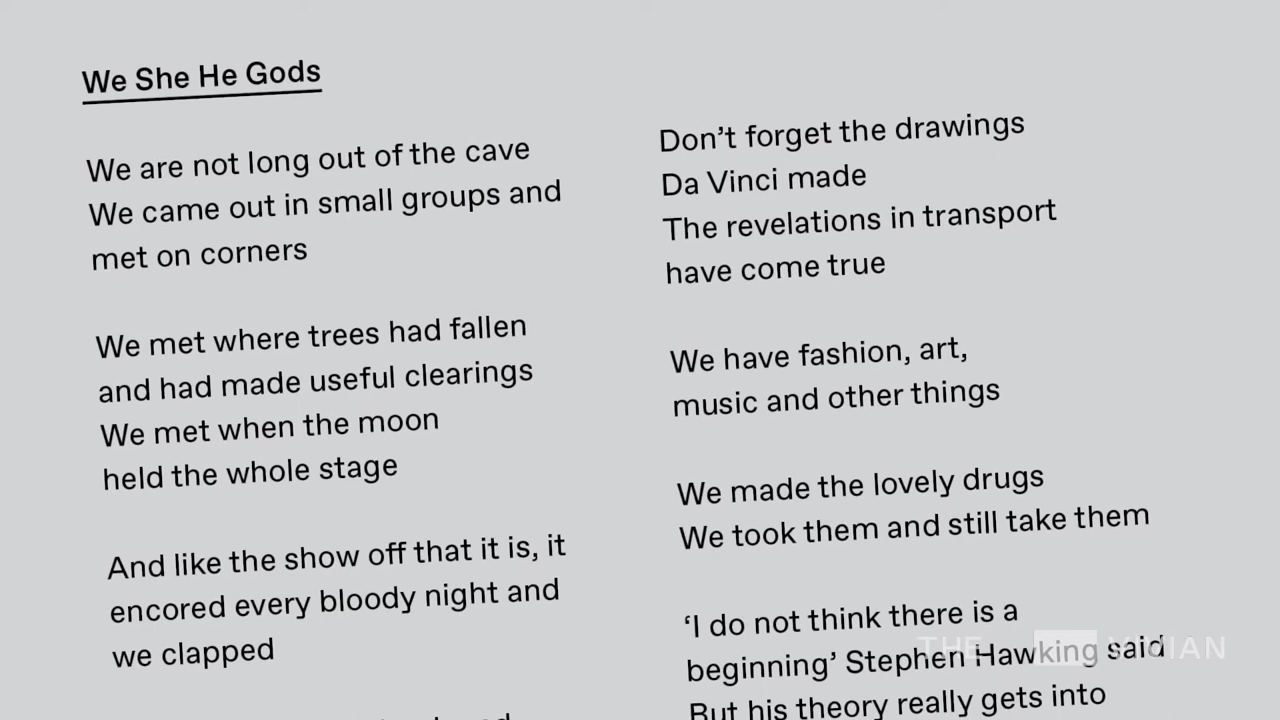 We She He Gods
We are not long out of the cave
We came out in small groups and
met on corners
We met where trees had fallen
and had made useful clearings
We met when the moon
held the whole stage
And like the show off that it is, it
encored every bloody night and
we clapped
Don’t forget the drawings
Da Vinci made
The revelations in transport
have come true
We have fashion, art,
music and other things
We made the lovely drugs
We took them and still take them
‘I do not think there is a
beginning’ Stephen Hawking said
But his theory really gets into
THE